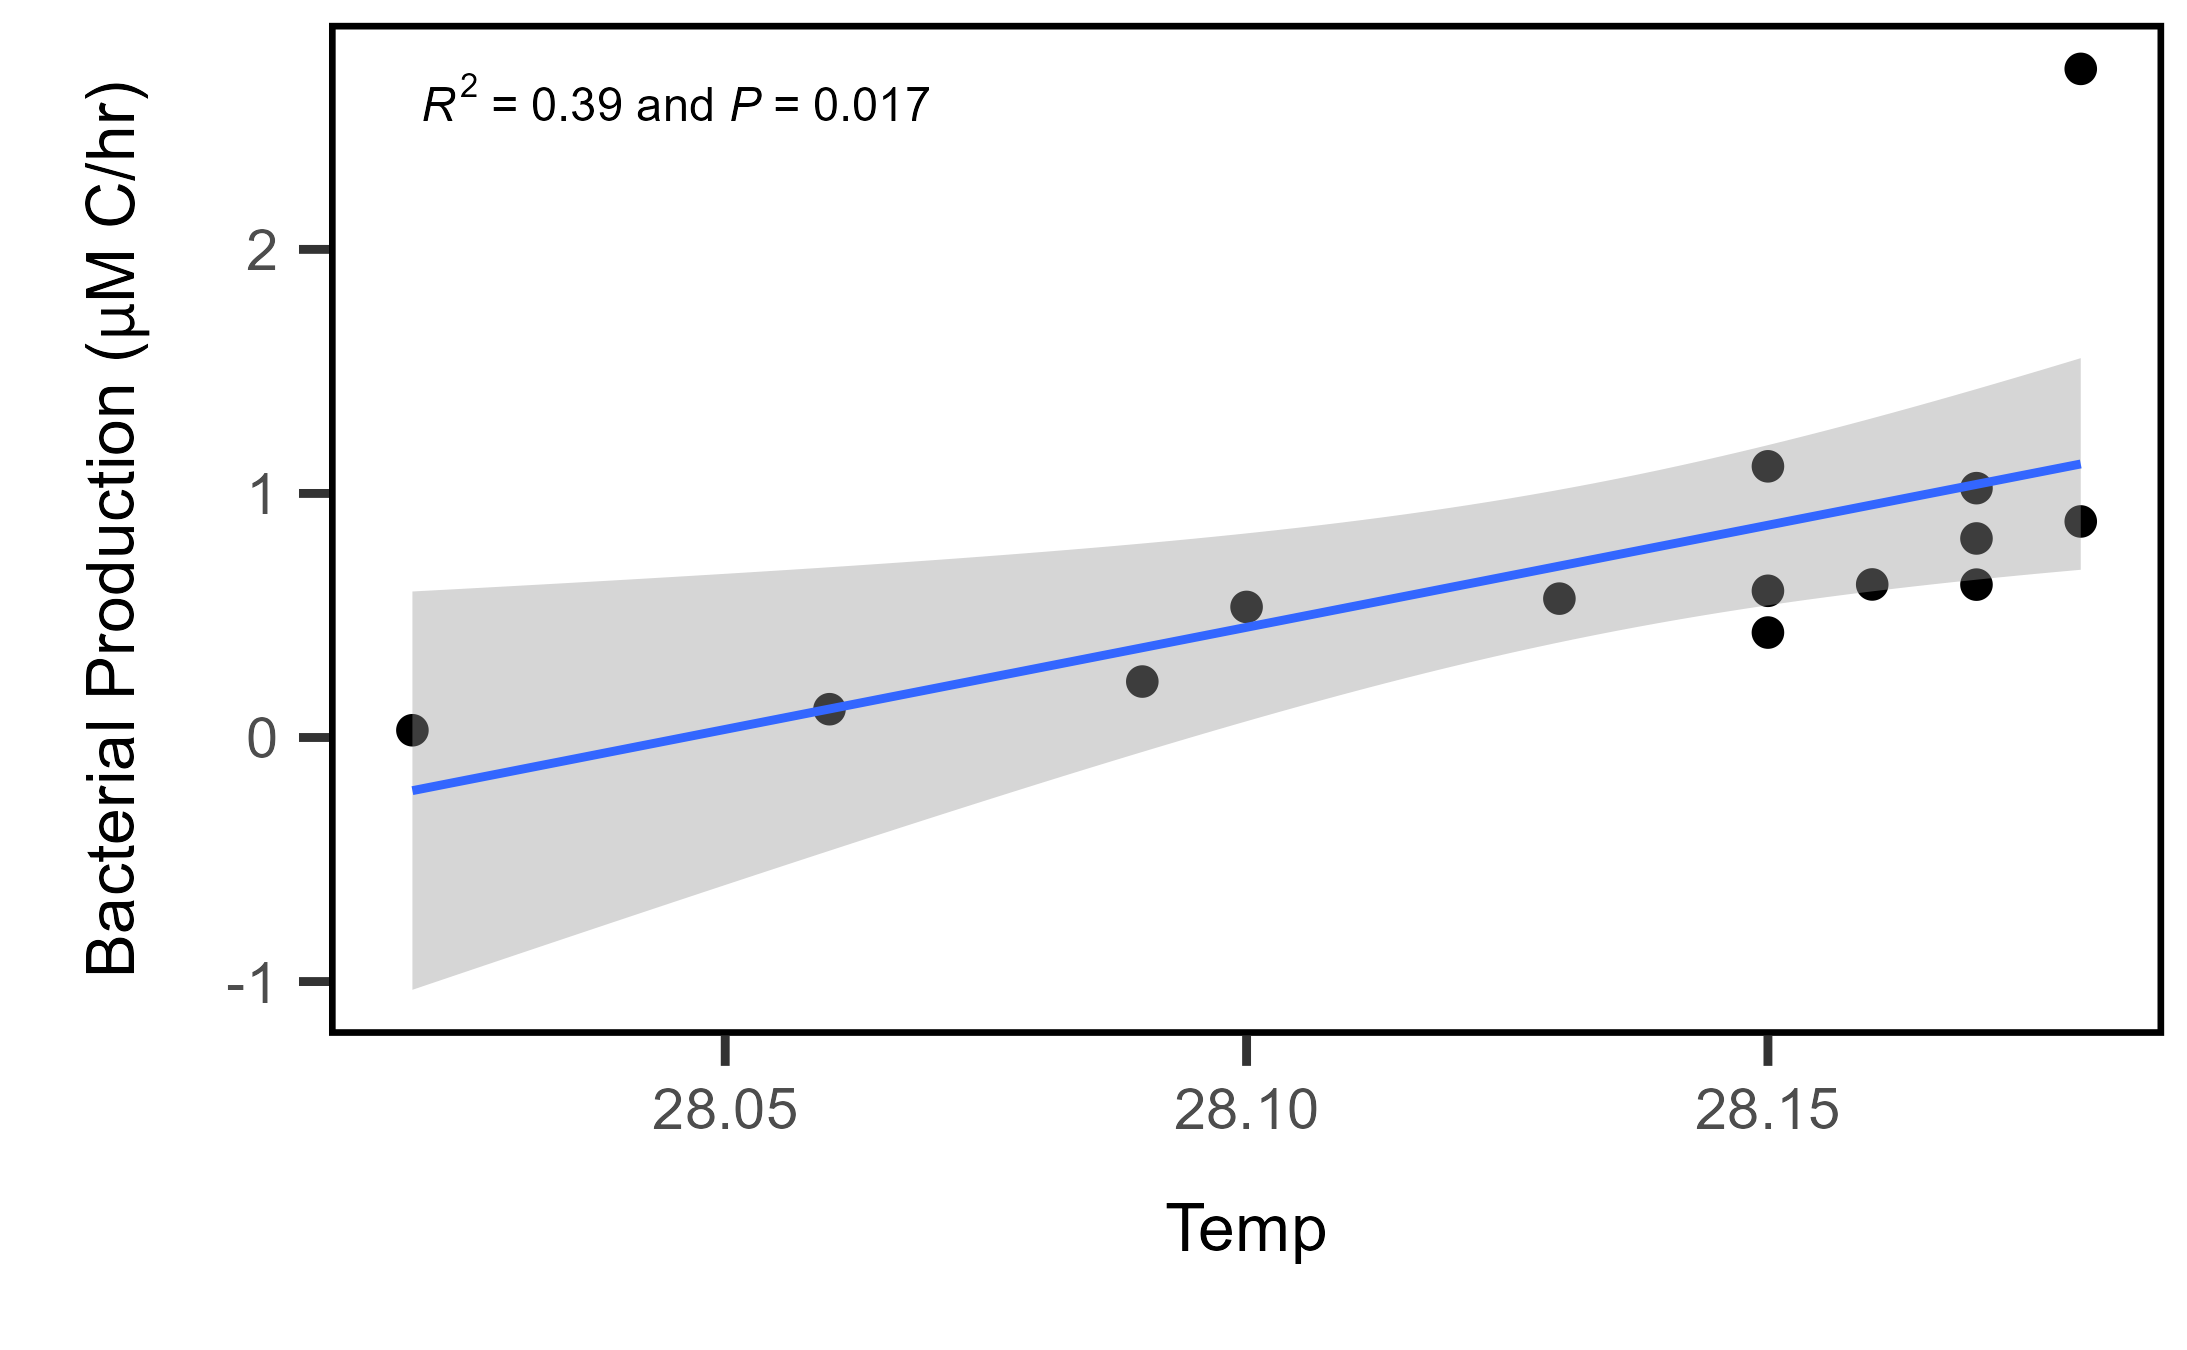 R² = 0.39 and P = 0.017
Bacterial Production (µM C/hr)
2
1
0
-1
28.05 28.10 28.15
Temp